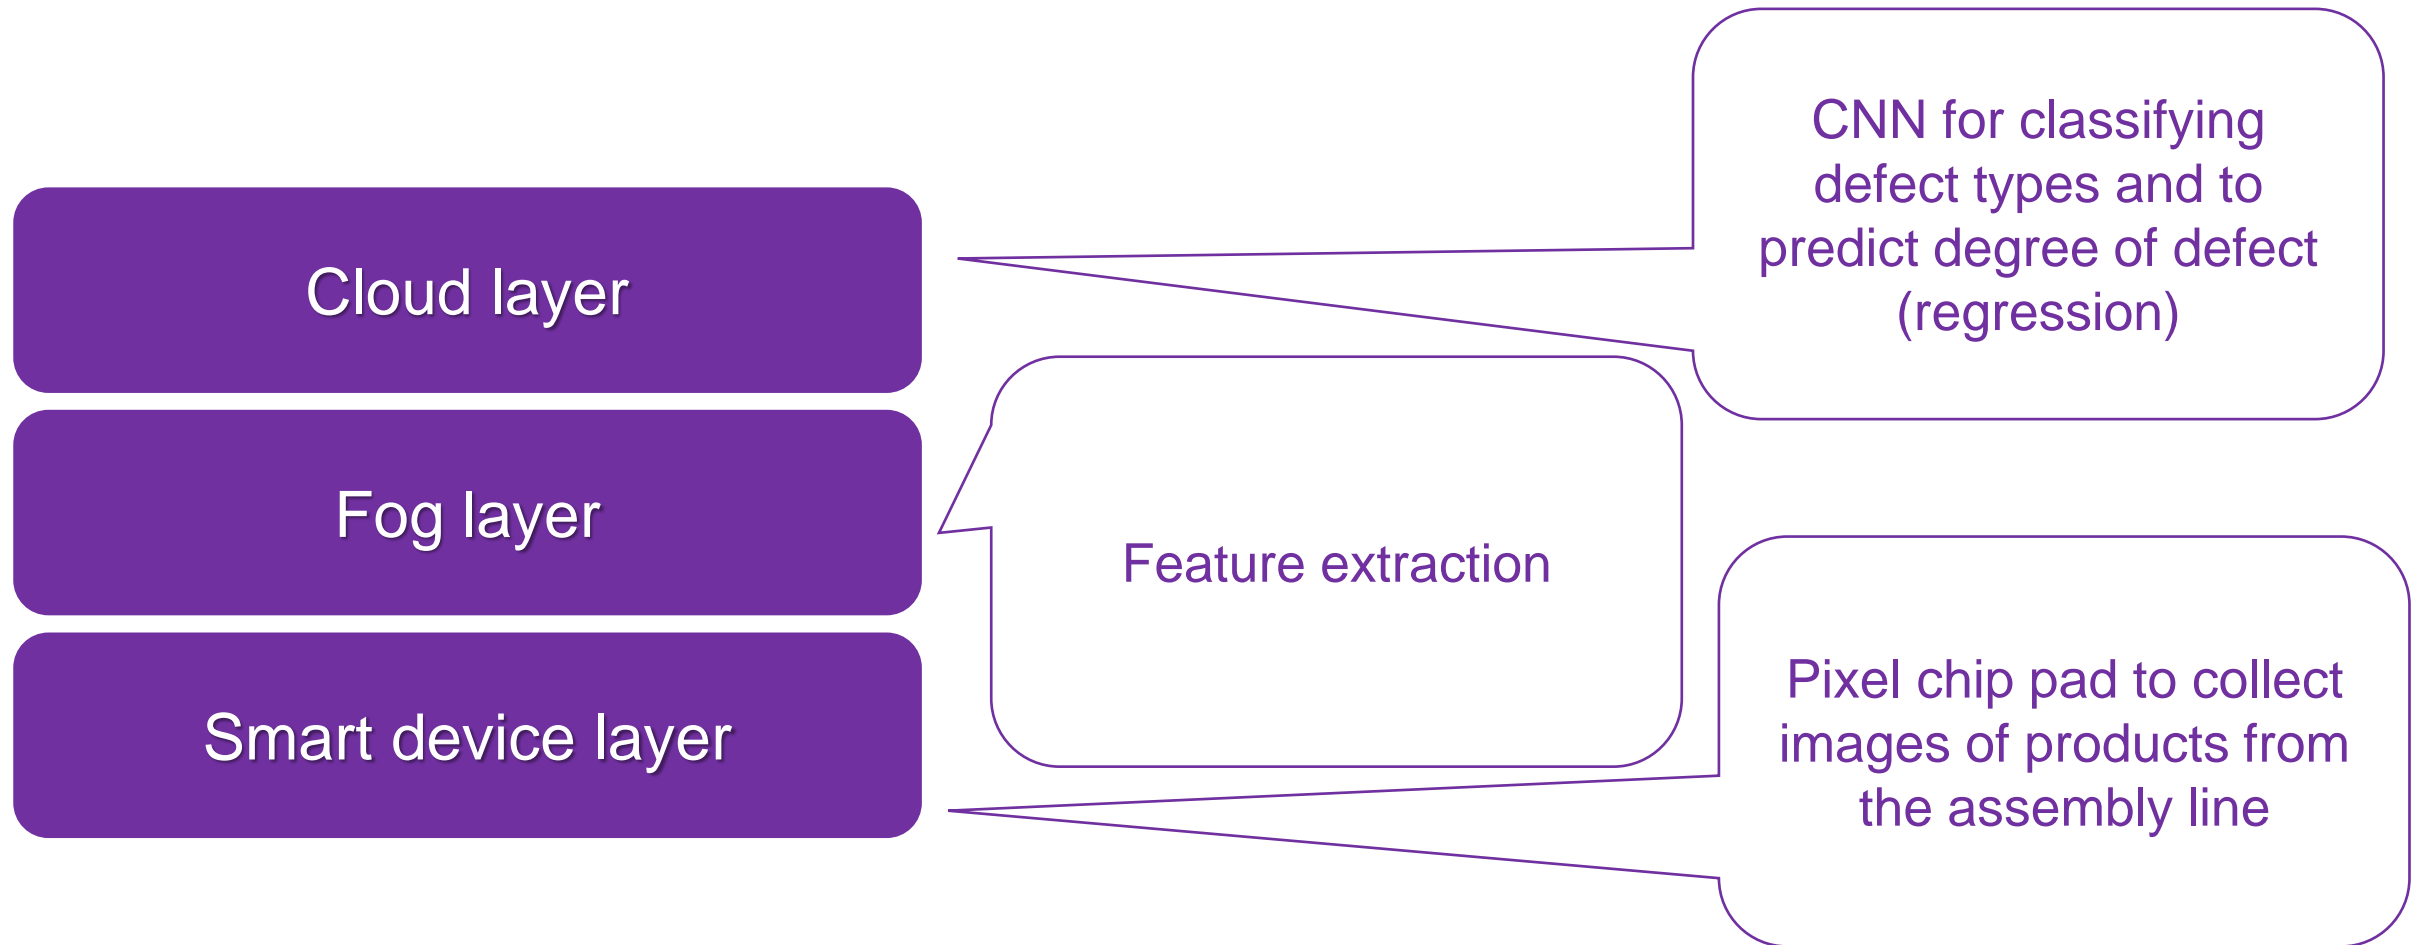 Cloud layer
Fog layer
Smart device layer
CNN for classifying
defect types and to
predict degree of defect
(regression)
Feature extraction
Pixel chip pad to collect
images of products from
the assembly line